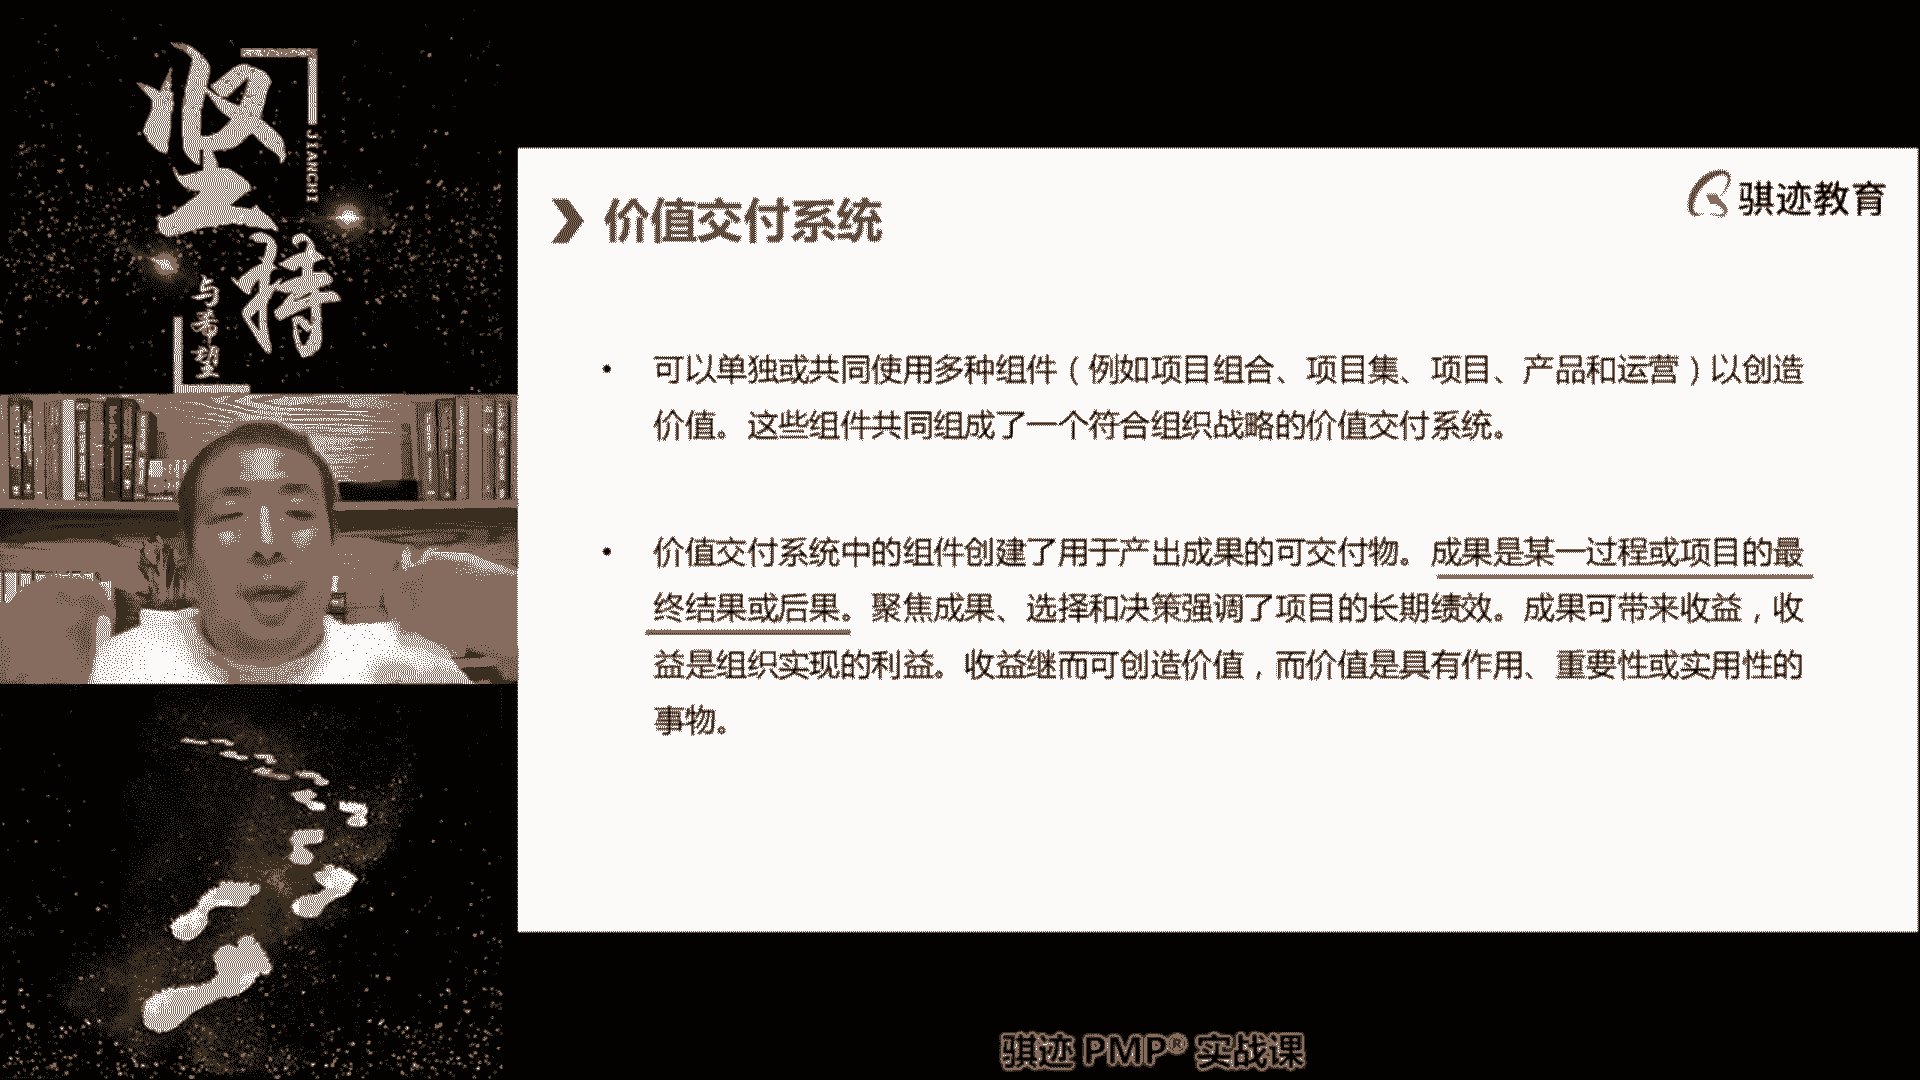 坚持
JIANCHI
与希望
骐迹教育
价值交付系统
• 可以单独或共同使用多种组件（例如项目组合、项目集、项目、产品和运营）以创造
价值。这些组件共同组成了一个符合组织战略的价值交付系统。
• 价值交付系统中的组件创建了用于产出成果的可交付物。成果是某一过程或项目的最
终结果或后果。聚焦成果、选择和决策强调了项目的长期绩效。成果可带来收益，收
益是组织实现的利益。收益继而可创造价值，而价值是具有作用、重要性或实用性的
事物。
骐迹 PMP® 实战课